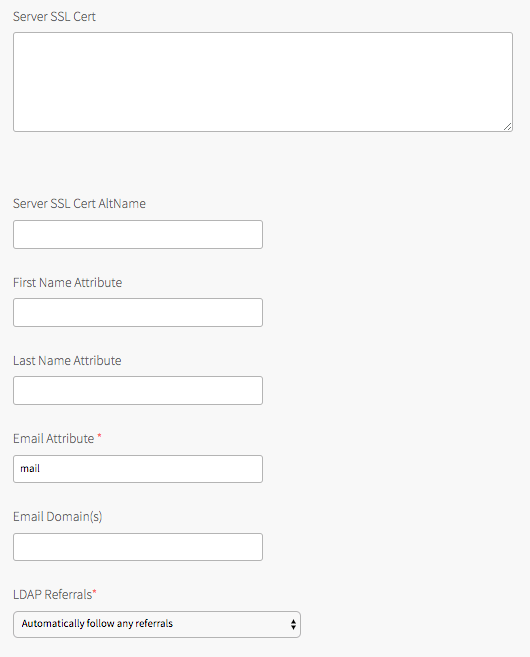 Server SSL Cert
Server SSL Cert AltName
First Name Attribute
Last Name Attribute
Email Attribute *
mail
Email Domain(s)
LDAP Referrals*
Automatically follow any referrals